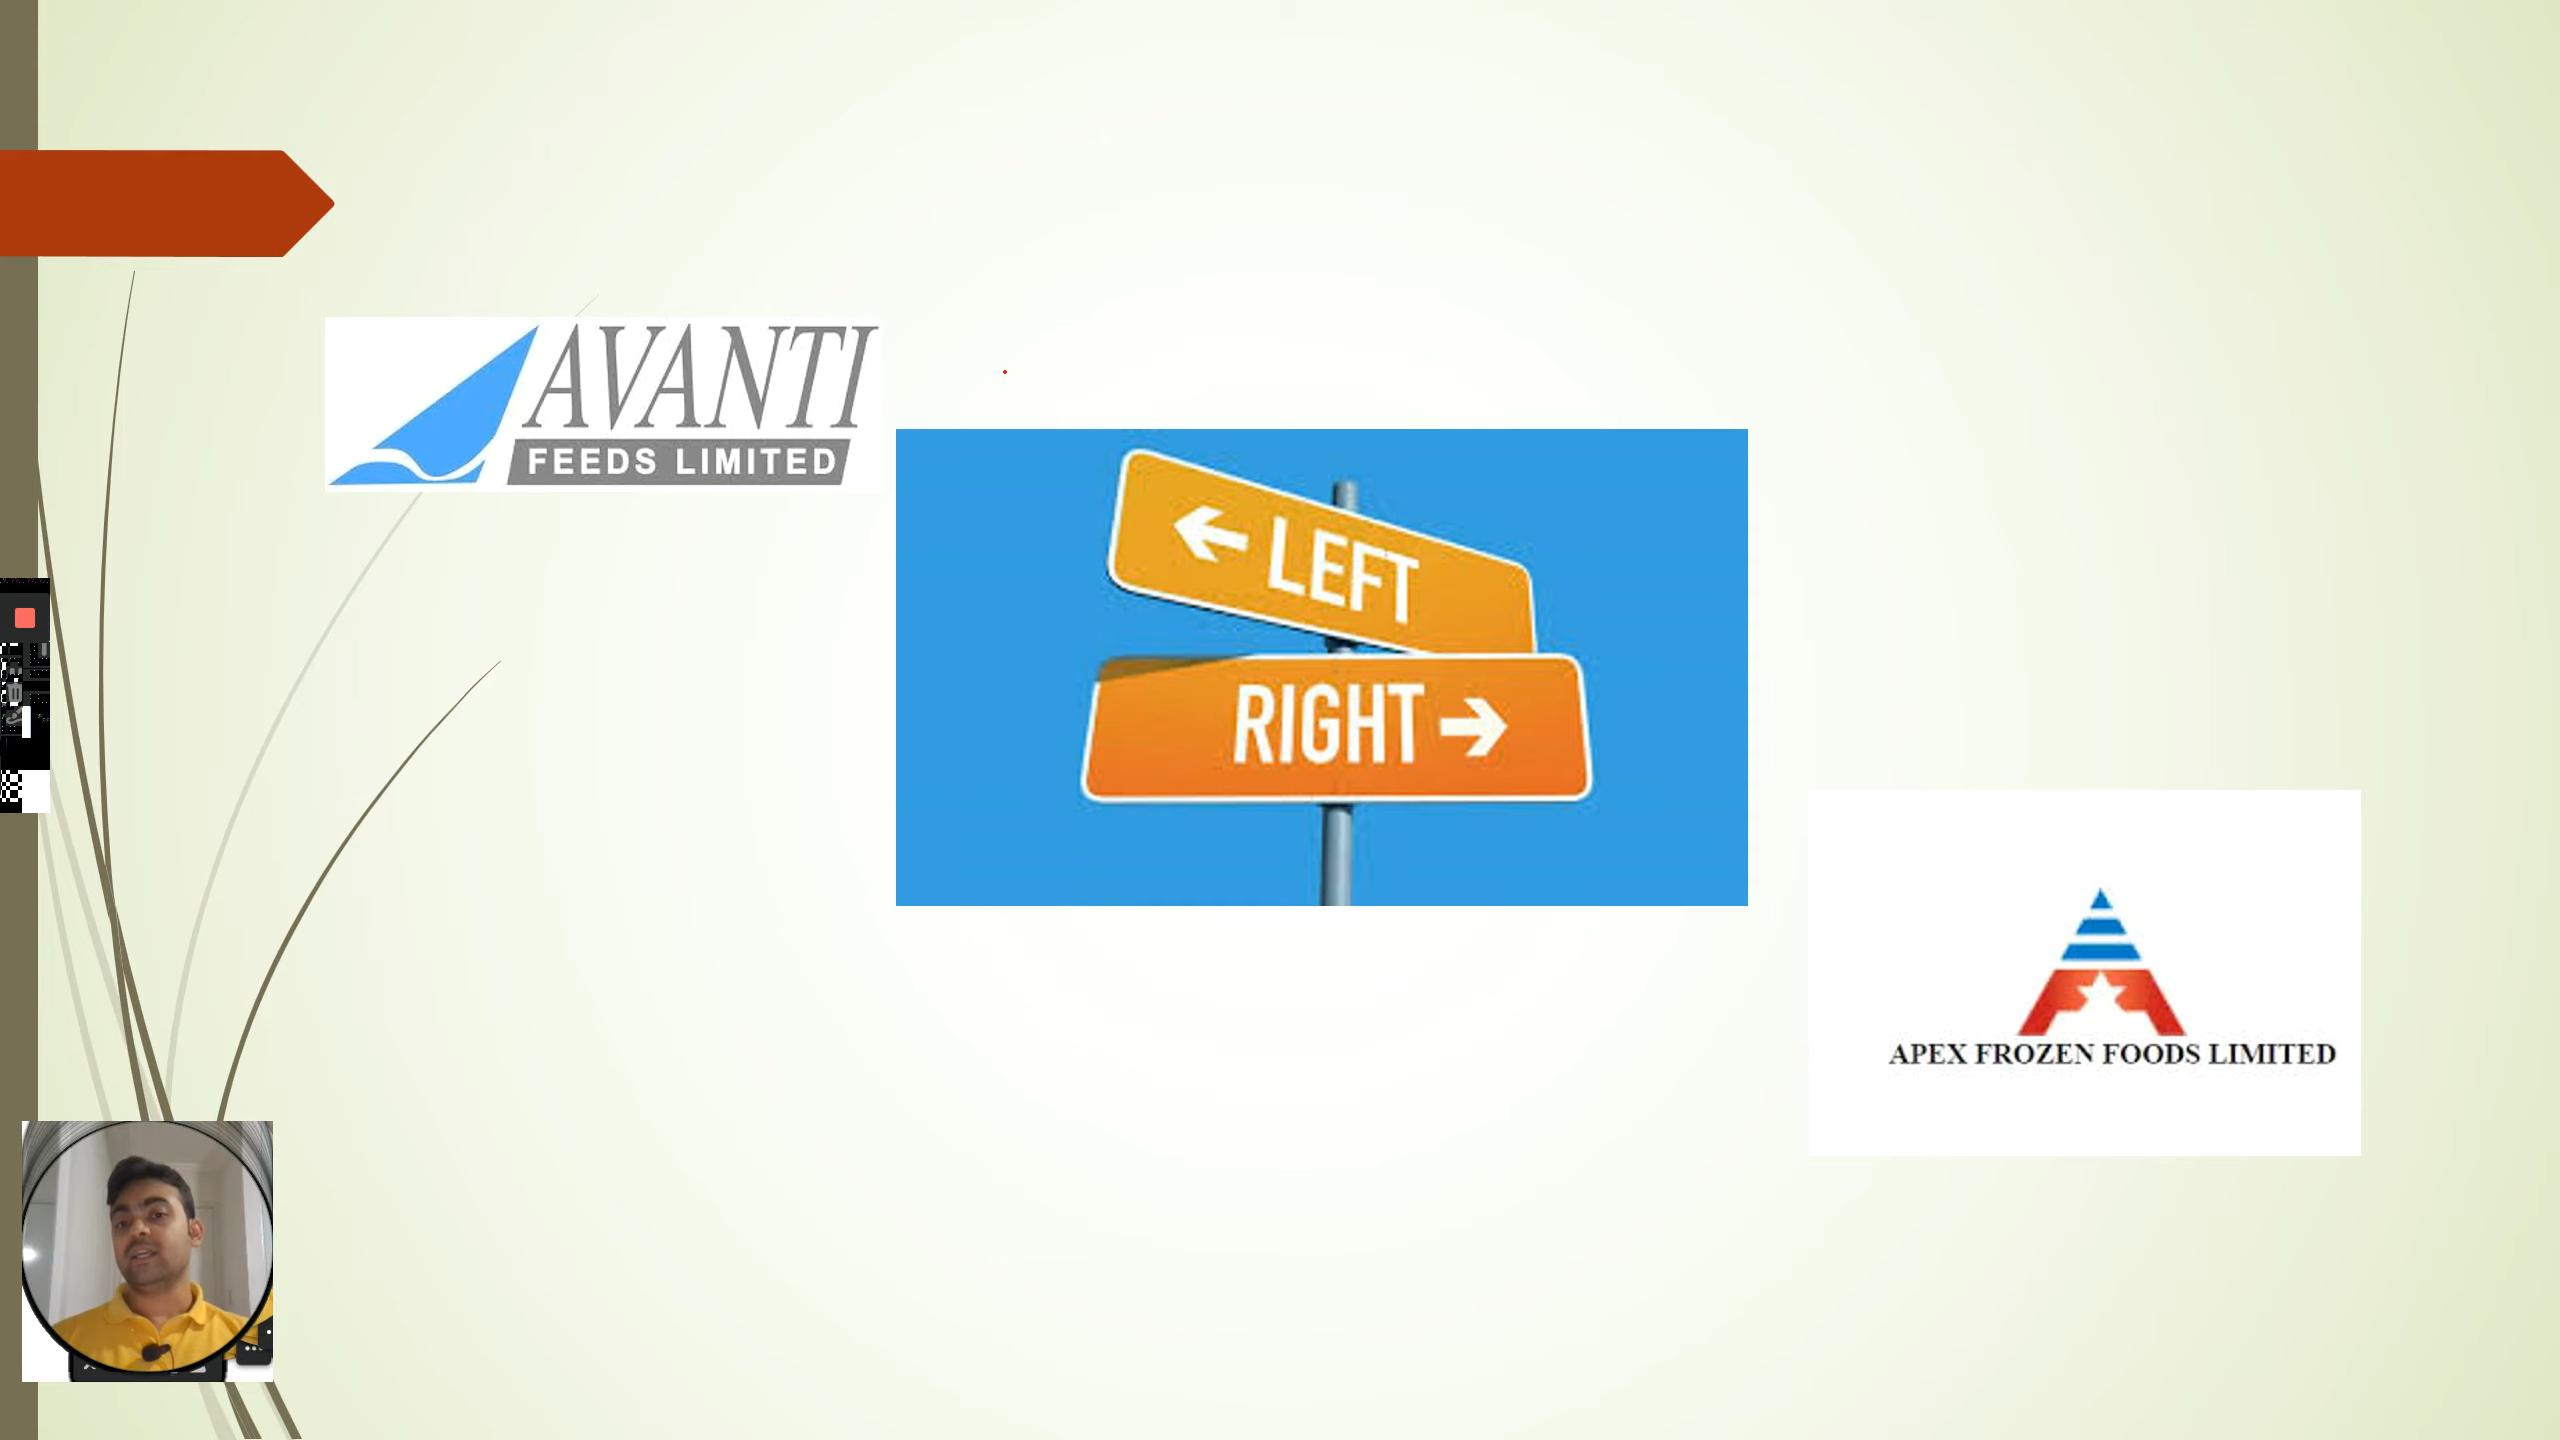 AVANTI
FEEDS LIMITED
LEFT
RIGHT
APEX FROZEN FOODS LIMITED